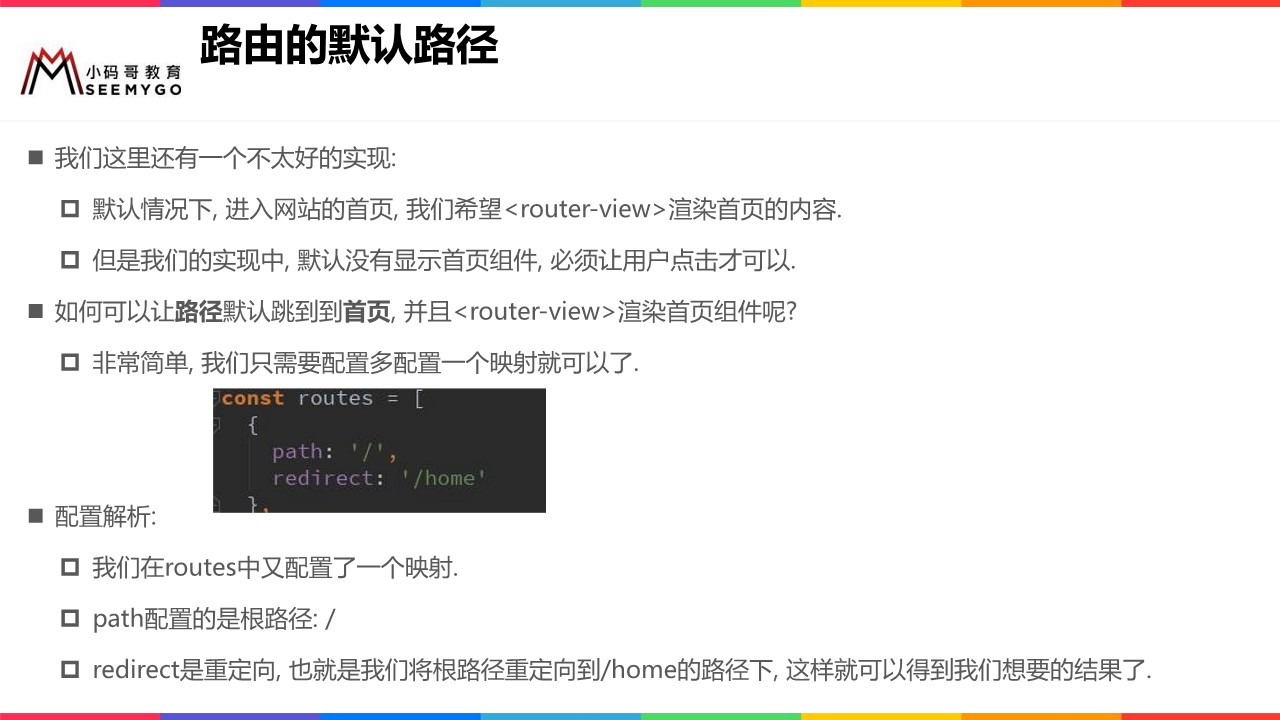 路由的默认路径
小码哥教育
SEEMYGO
我们这里还有一个不太好的实现:
默认情况下, 进入网站的首页, 我们希望<router-view>渲染首页的内容.
但是我们的实现中, 默认没有显示首页组件, 必须让用户点击才可以.
如何可以让路径默认跳到到首页, 并且<router-view>渲染首页组件呢?
非常简单, 我们只需要配置多配置一个映射就可以了.
const routes = [
{
path: '/',
redirect: '/home'
},
配置解析:
我们在routes中又配置了一个映射.
path配置的是根路径: /
redirect是重定向, 也就是我们将根路径重定向到/home的路径下, 这样就可以得到我们想要的结果了.